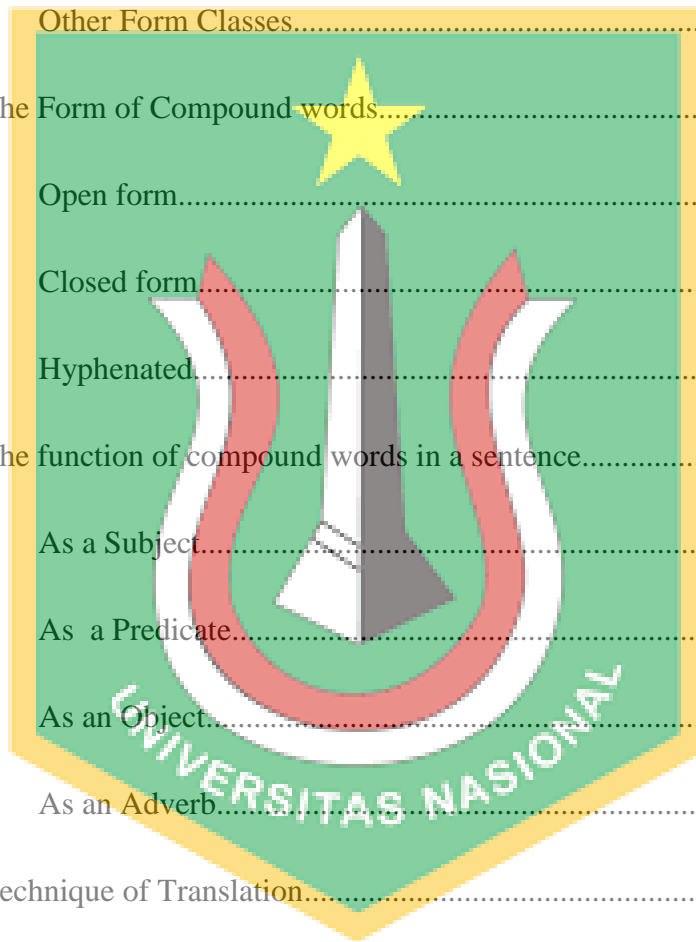 Other Form Classes..........................................................
he Form of Compound words..........................................
Open form.........................................................................
Closed form.......................................................................
Hyphenated.......................................................................
he function of compound words in a sentence.................
As a Subject.......................................................................
As a Predicate...................................................................
As an Object......................................................................
UNIVERSITAS NASIONAL
As an Adverb.....................................................................
echnique of Translation....................................................